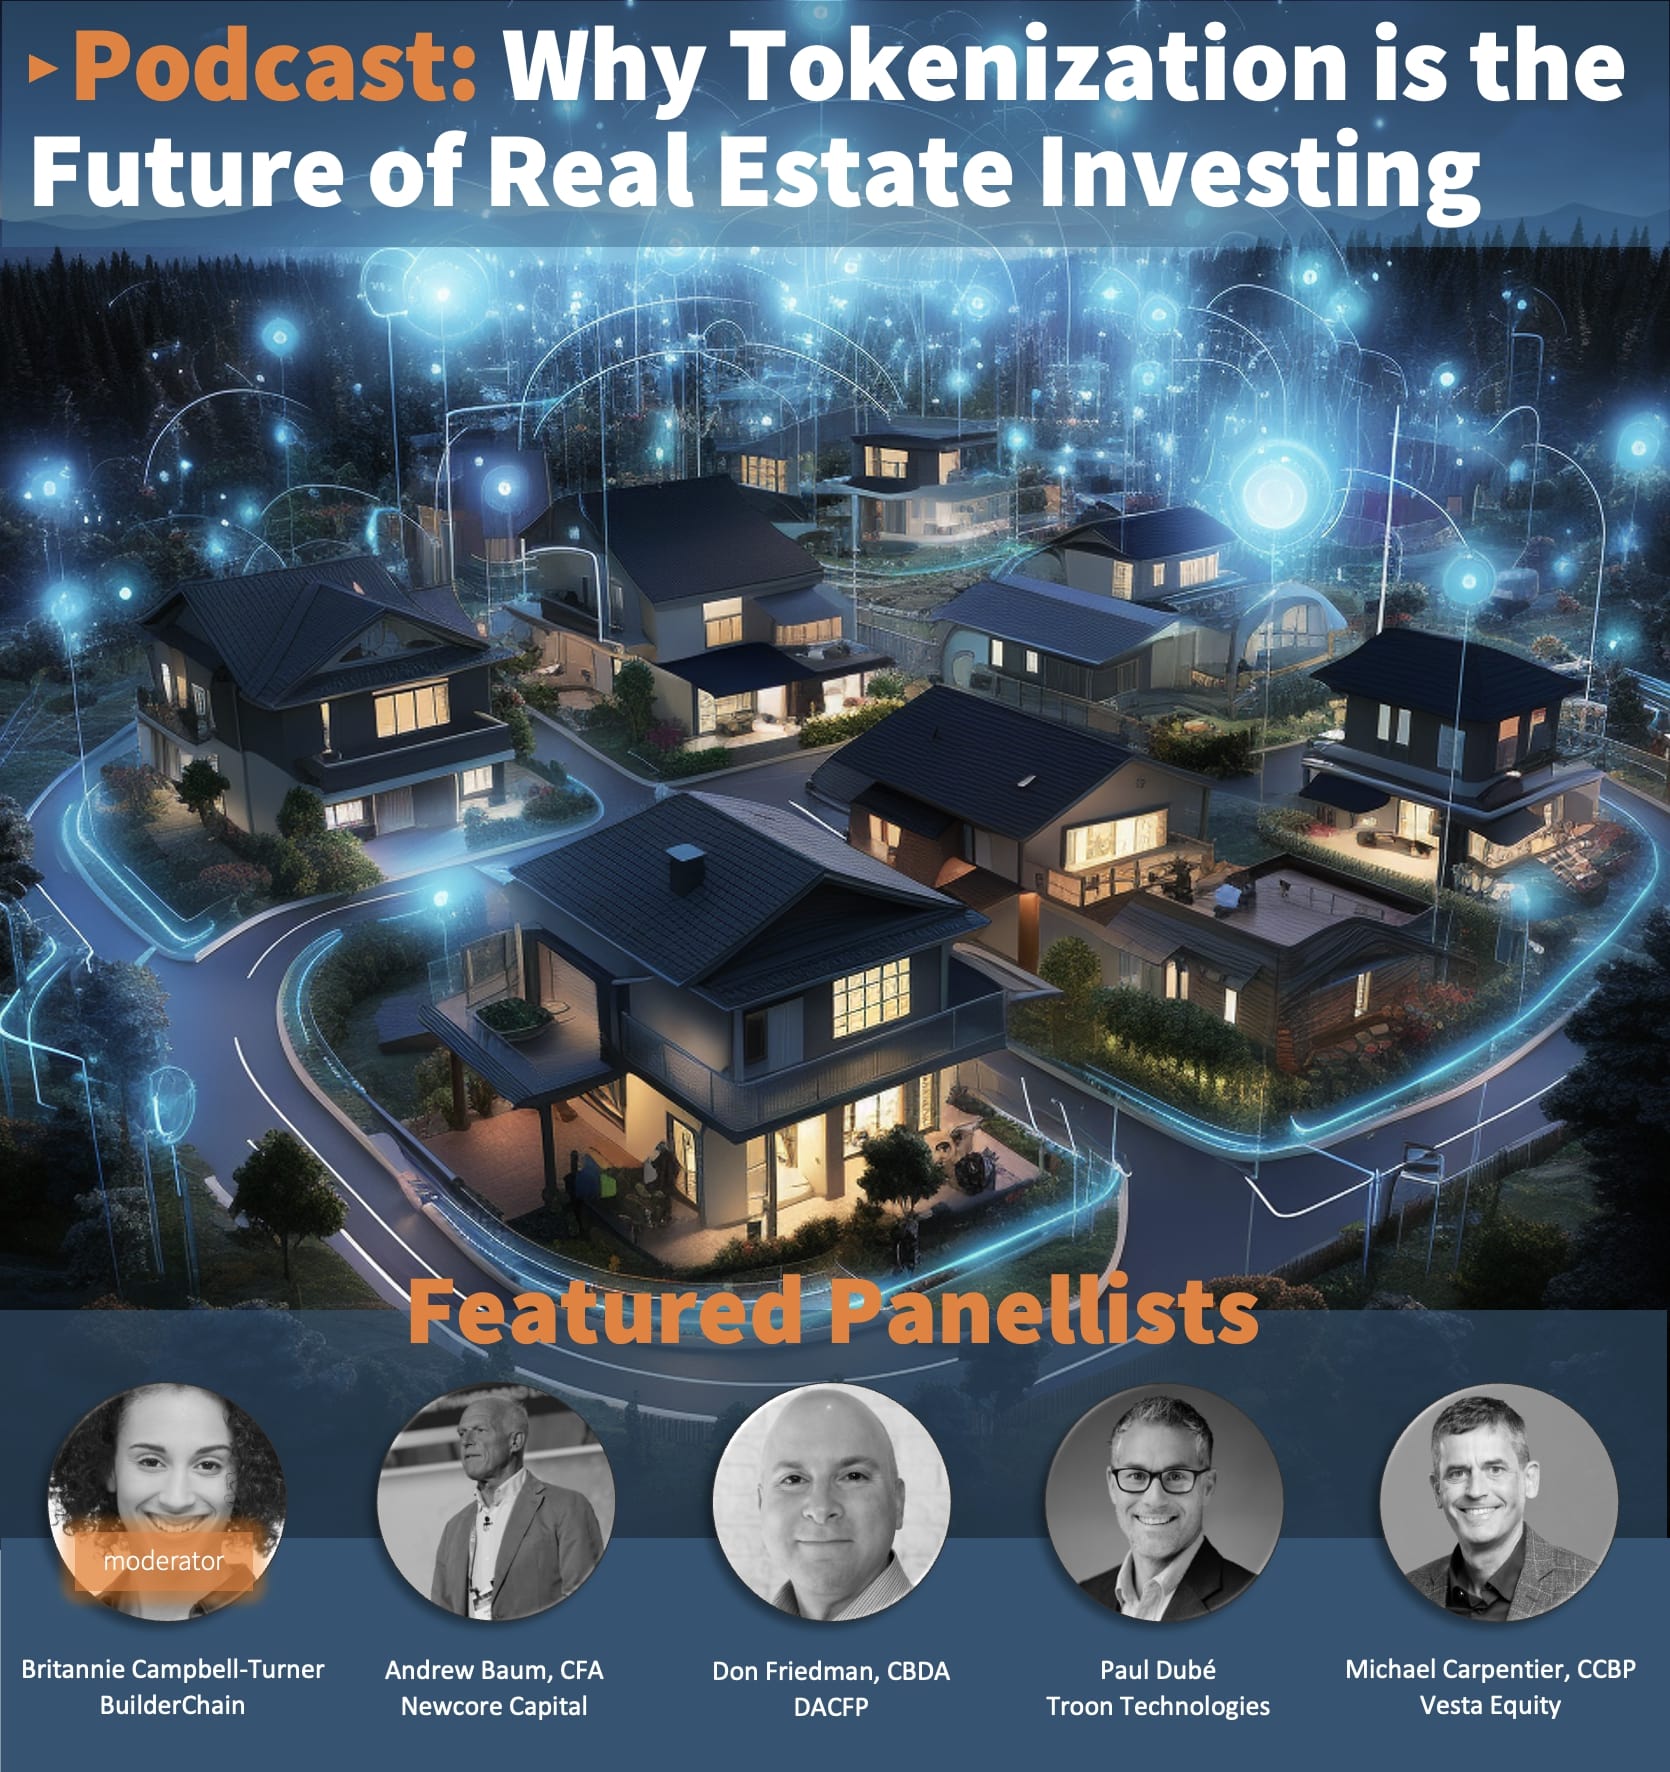 ▸Podcast: Why Tokenization is the
Future of Real Estate Investing
Featured Panellists
moderator
Britannie Campbell-Turner
BuilderChain
Andrew Baum, CFA
Newcore Capital
Don Friedman, CBDA
DACFP
Paul Dubé
Troon Technologies
Michael Carpentier, CCBP
Vesta Equity